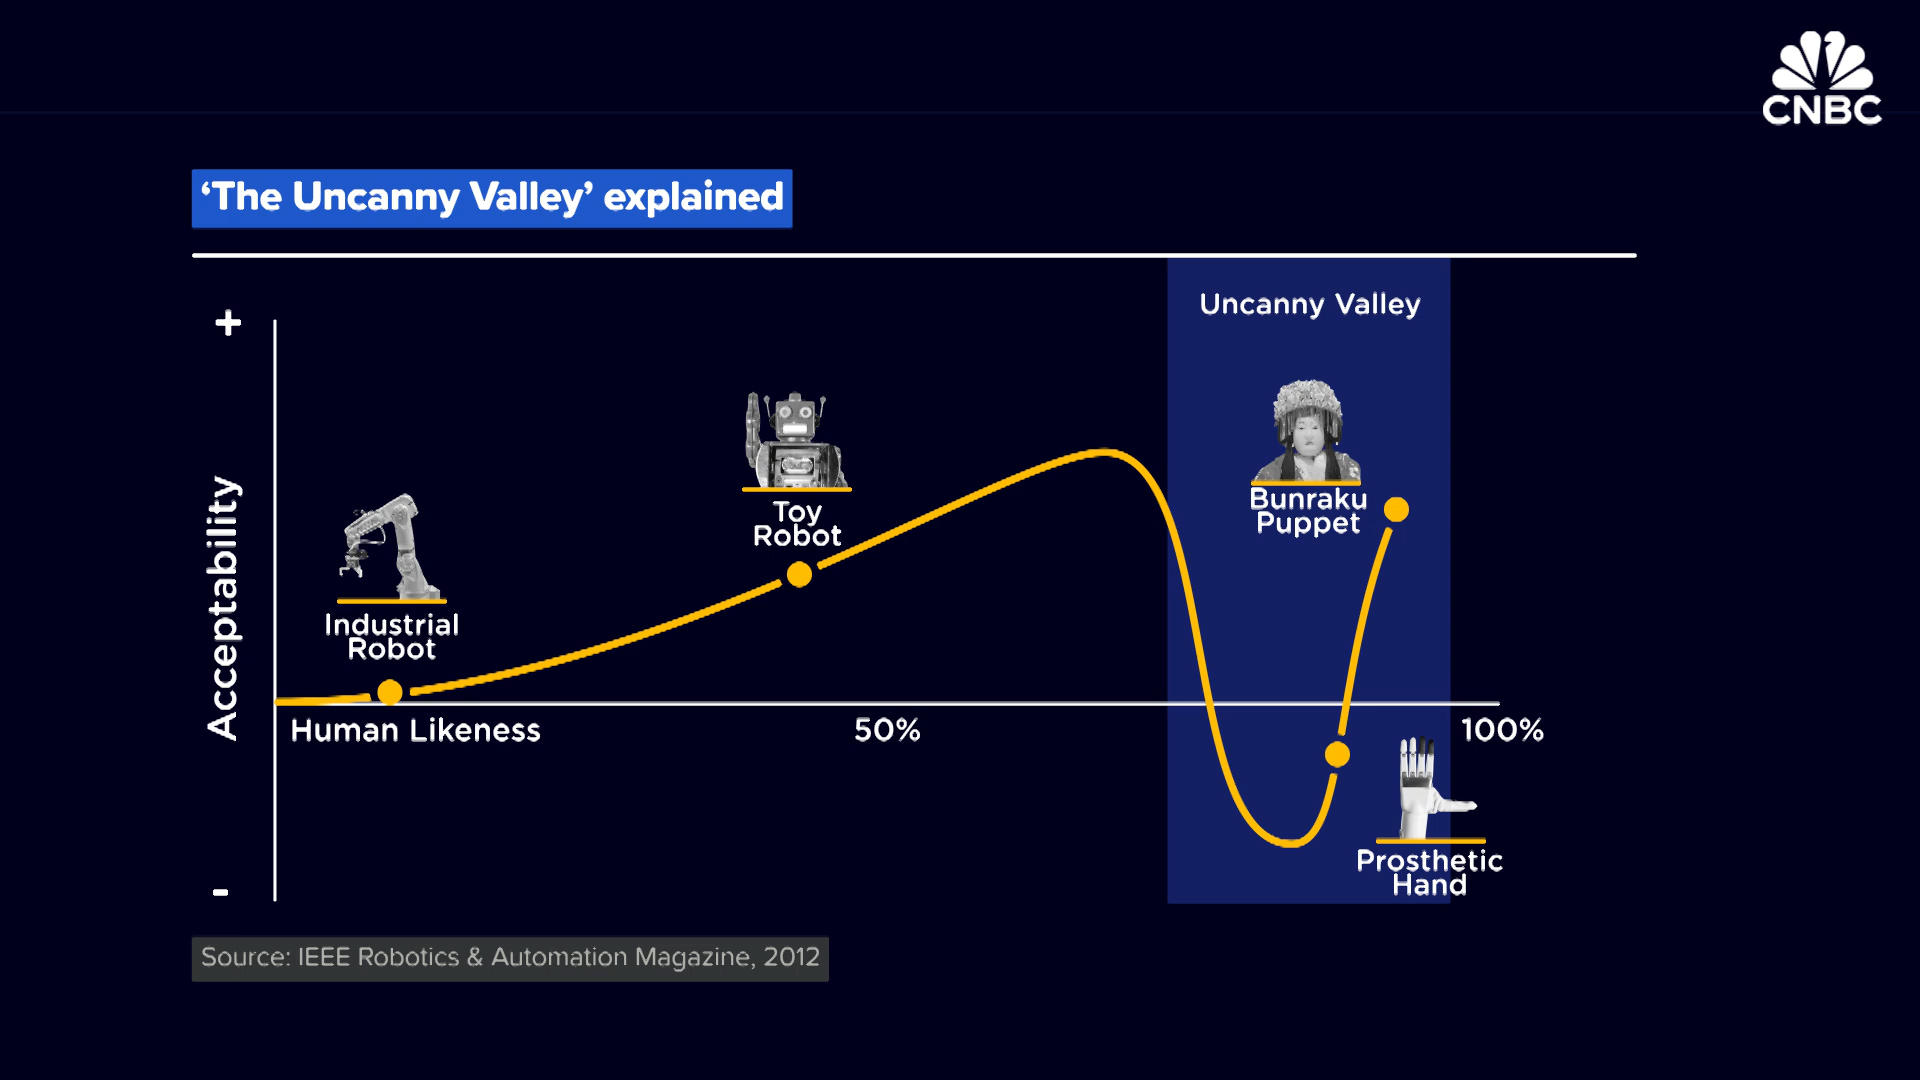 CNBC
‘The Uncanny Valley’ explained
Uncanny Valley
+
Toy
Robot
Bunraku
Puppet
Industrial
Robot
Acceptability
Human Likeness
50%
100%
Prosthetic
Hand
-
Source: IEEE Robotics & Automation Magazine, 2012